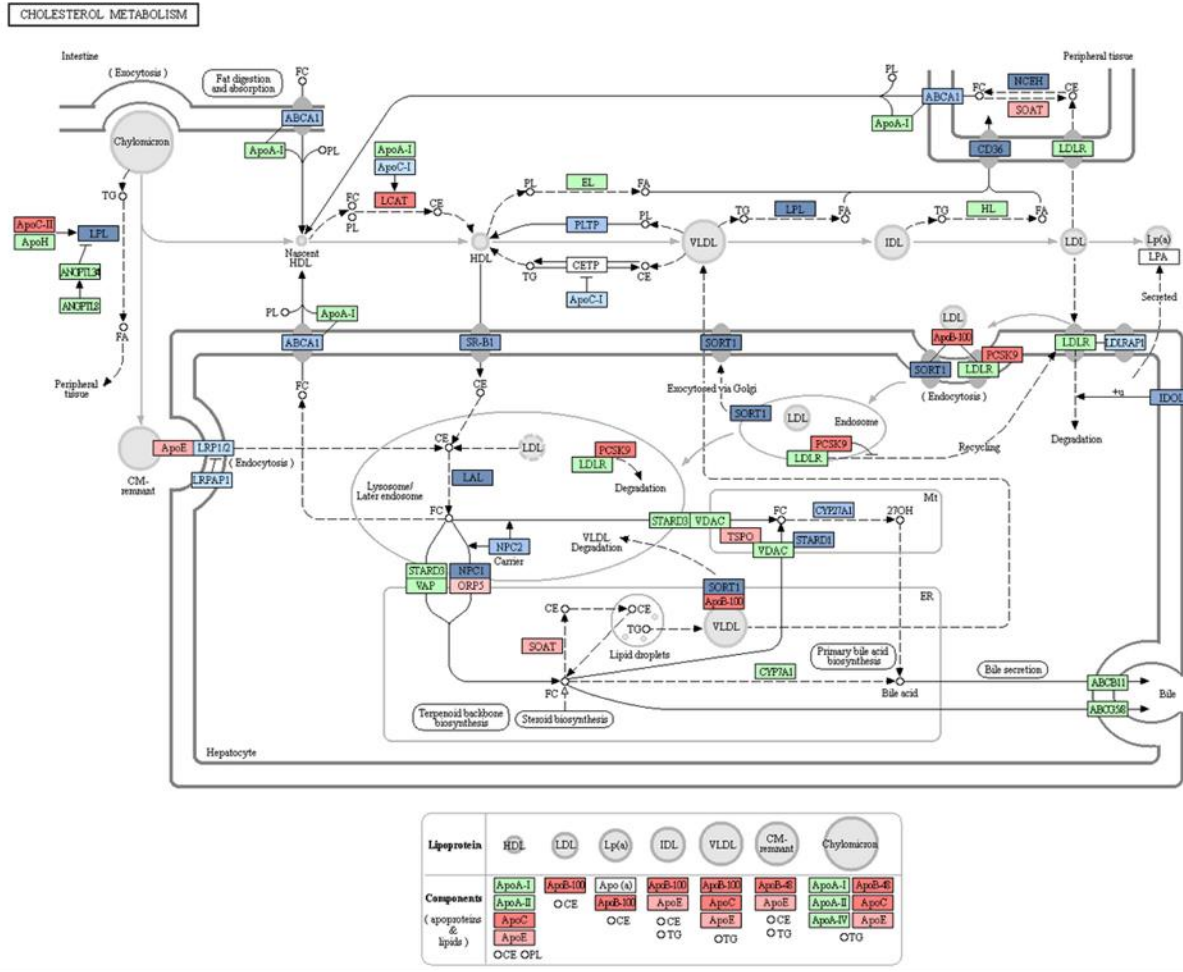 CHOLESTEROL METABOLISM
Intestine
Peripheral tissue
( Exocytosis )
Fat digestion
and absorption
FC
PL
FC
NCEH
CE
ABCA1
SOAT
ABCA1
ApoA-I
Chylomicron
ApoA-I
PL
ApoA-I
ApoC-I
CD36
LDLR
TG
FC
PL
LCAT
CE
PL
EL
FA
ApoC-II
ApoH
LPL
PLTP
PL
TG
LPL
FA
TG
HL
FA
Nascent
HDL
HDL
VLDL
IDL
LDL
Lp(a)
LPA
CETP
TG
CE
ApoC-I
ANGPTL8
Secreted
PL
ApoA-I
FA
ABCA1
SR-B1
SORT1
LDL
ApoB-100
PCSK9
SORT1
LDLR
LDLR
LDLRAP1
Peripheral
tissue
FC
CE
Exocytosed via Golgi
( Endocytosis )
+u
IDOL
SORT1
LDL
Endosome
PCSK9
LDLR
Recycling
Degradation
CM-
remnant
ApoE
LRP1/2
( Endocytosis )
LRPAP1
CE
LDL
PCSK9
LDLR
Degradation
LAL
Lysosome/
Later endosome
FC
STARD3
VDAC
FC
CYP27A1
27OH
Mt
TSPO
STARD1
VDAC
NPC2
Carrier
VLDL
Degradation
STARD3
VAP
NPC1
ORP5
SORT1
ApoB-100
ER
CE
CE
TG
VLDL
Lipid droplets
SOAT
Primary bile acid
biosynthesis
CYP7A1
FC
Bile acid
Bile secretion
ABCB11
Bile
ABCG5/8
Terpenoid backbone
biosynthesis
Steroid biosynthesis
Hepatocyte
Lipoprotein
HDL
LDL
Lp(a)
IDL
VLDL
CM-
remnant
Chylomicron
Components
( apoproteins
&
lipids )
ApoA-I
ApoA-II
ApoC
ApoE
CE PL
ApoB-100
CE
Apo (a)
ApoB-100
CE
ApoB-100
ApoE
CE
TG
ApoB-100
ApoC
ApoE
TG
ApoB-48
ApoE
CE
TG
ApoA-I
ApoB-48
ApoA-II
ApoC
ApoA-IV
ApoE
TG